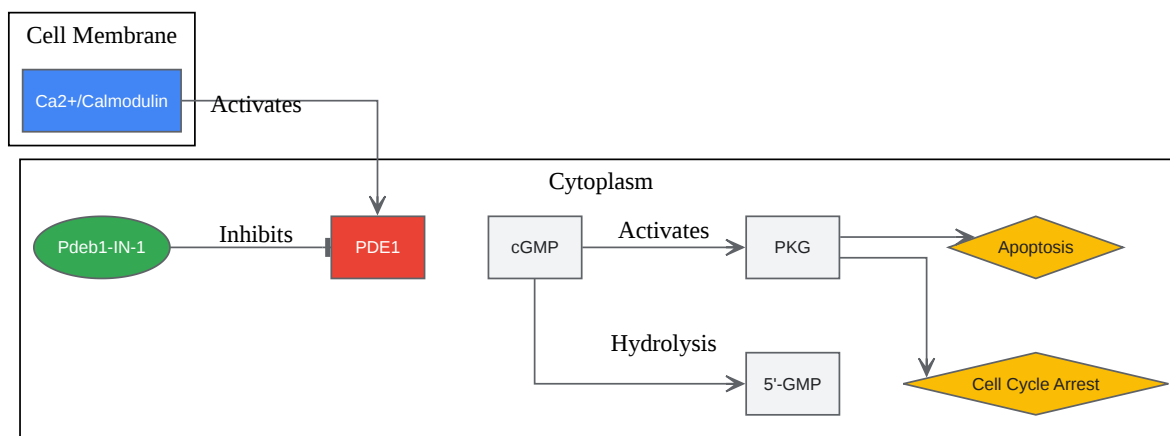 Cell Membrane
Ca2+/Calmodulin
Activates
Cytoplasm
Pdeb1-IN-1
Inhibits
PDE1
cGMP
Activates
PKG
Apoptosis
Hydrolysis
5'-GMP
Cell Cycle Arrest